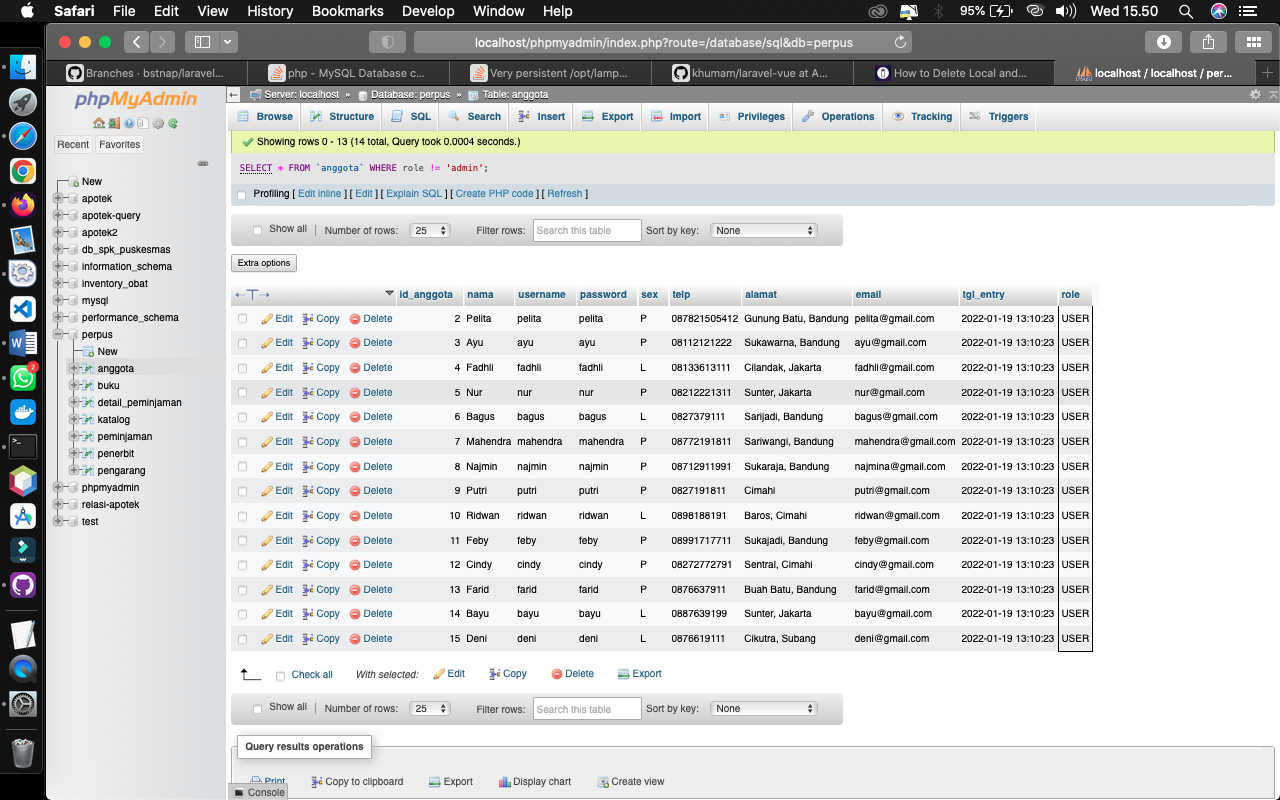 Safari File Edit View History Bookmarks Develop Window Help 95% Wed 15.50
localhost/phpmyadmin/index.php?route=/database/sql&db=perpus
Branches · bstnap/laravel... php - MySQL Database c... Very persistent /opt/lamp... khumam/laravel-vue at A... How to Delete Local and... localhost / localhost / per...
phpMyAdmin
Recent Favorites
New
apotek
apotek-query
apotek2
db_spk_puskesmas
information_schema
inventory_obat
mysql
performance_schema
perpus
New
anggota
buku
detail_peminjaman
katalog
peminjaman
penerbit
pengarang
phpmyadmin
relasi-apotek
test
2
Server: localhost » Database: perpus » Table: anggota
Browse Structure SQL Search Insert Export Import Privileges Operations Tracking Triggers
Showing rows 0 - 13 (14 total, Query took 0.0004 seconds.)
SELECT * FROM `anggota` WHERE role != 'admin';
Profiling [ Edit inline ] [ Edit ] [ Explain SQL ] [ Create PHP code ] [ Refresh ]
Show all | Number of rows: 25 Filter rows: Search this table Sort by key: None
Extra options
id_anggota nama username password sex telp alamat email tgl_entry role
Edit Copy Delete 2 Pelita pelita pelita P 087821505412 Gunung Batu, Bandung pelita@gmail.com 2022-01-19 13:10:23 USER
Edit Copy Delete 3 Ayu ayu ayu P 08112121222 Sukawarna, Bandung ayu@gmail.com 2022-01-19 13:10:23 USER
Edit Copy Delete 4 Fadhli fadhli fadhli L 08133613111 Cilandak, Jakarta fadhli@gmail.com 2022-01-19 13:10:23 USER
Edit Copy Delete 5 Nur nur nur P 08212221311 Sunter, Jakarta nur@gmail.com 2022-01-19 13:10:23 USER
Edit Copy Delete 6 Bagus bagus bagus L 0827379111 Sarijadi, Bandung bagus@gmail.com 2022-01-19 13:10:23 USER
Edit Copy Delete 7 Mahendra mahendra mahendra P 08772191811 Sariwangi, Bandung mahendra@gmail.com 2022-01-19 13:10:23 USER
Edit Copy Delete 8 Najmin najmin najmin P 08712911991 Sukaraja, Bandung najmina@gmail.com 2022-01-19 13:10:23 USER
Edit Copy Delete 9 Putri putri putri P 0827191811 Cimahi putri@gmail.com 2022-01-19 13:10:23 USER
Edit Copy Delete 10 Ridwan ridwan ridwan L 0898188191 Baros, Cimahi ridwan@gmail.com 2022-01-19 13:10:23 USER
Edit Copy Delete 11 Feby feby feby P 08991717711 Sukajadi, Bandung feby@gmail.com 2022-01-19 13:10:23 USER
Edit Copy Delete 12 Cindy cindy cindy P 08272772791 Sentral, Cimahi cindy@gmail.com 2022-01-19 13:10:23 USER
Edit Copy Delete 13 Farid farid farid L 0876637911 Buah Batu, Bandung farid@gmail.com 2022-01-19 13:10:23 USER
Edit Copy Delete 14 Bayu bayu bayu L 0887639199 Sunter, Jakarta bayu@gmail.com 2022-01-19 13:10:23 USER
Edit Copy Delete 15 Deni deni deni L 0876619111 Cikutra, Subang deni@gmail.com 2022-01-19 13:10:23 USER
Check all With selected: Edit Copy Delete Export
Show all | Number of rows: 25 Filter rows: Search this table Sort by key: None
Query results operations
Print Copy to clipboard Export Display chart Create view
Console